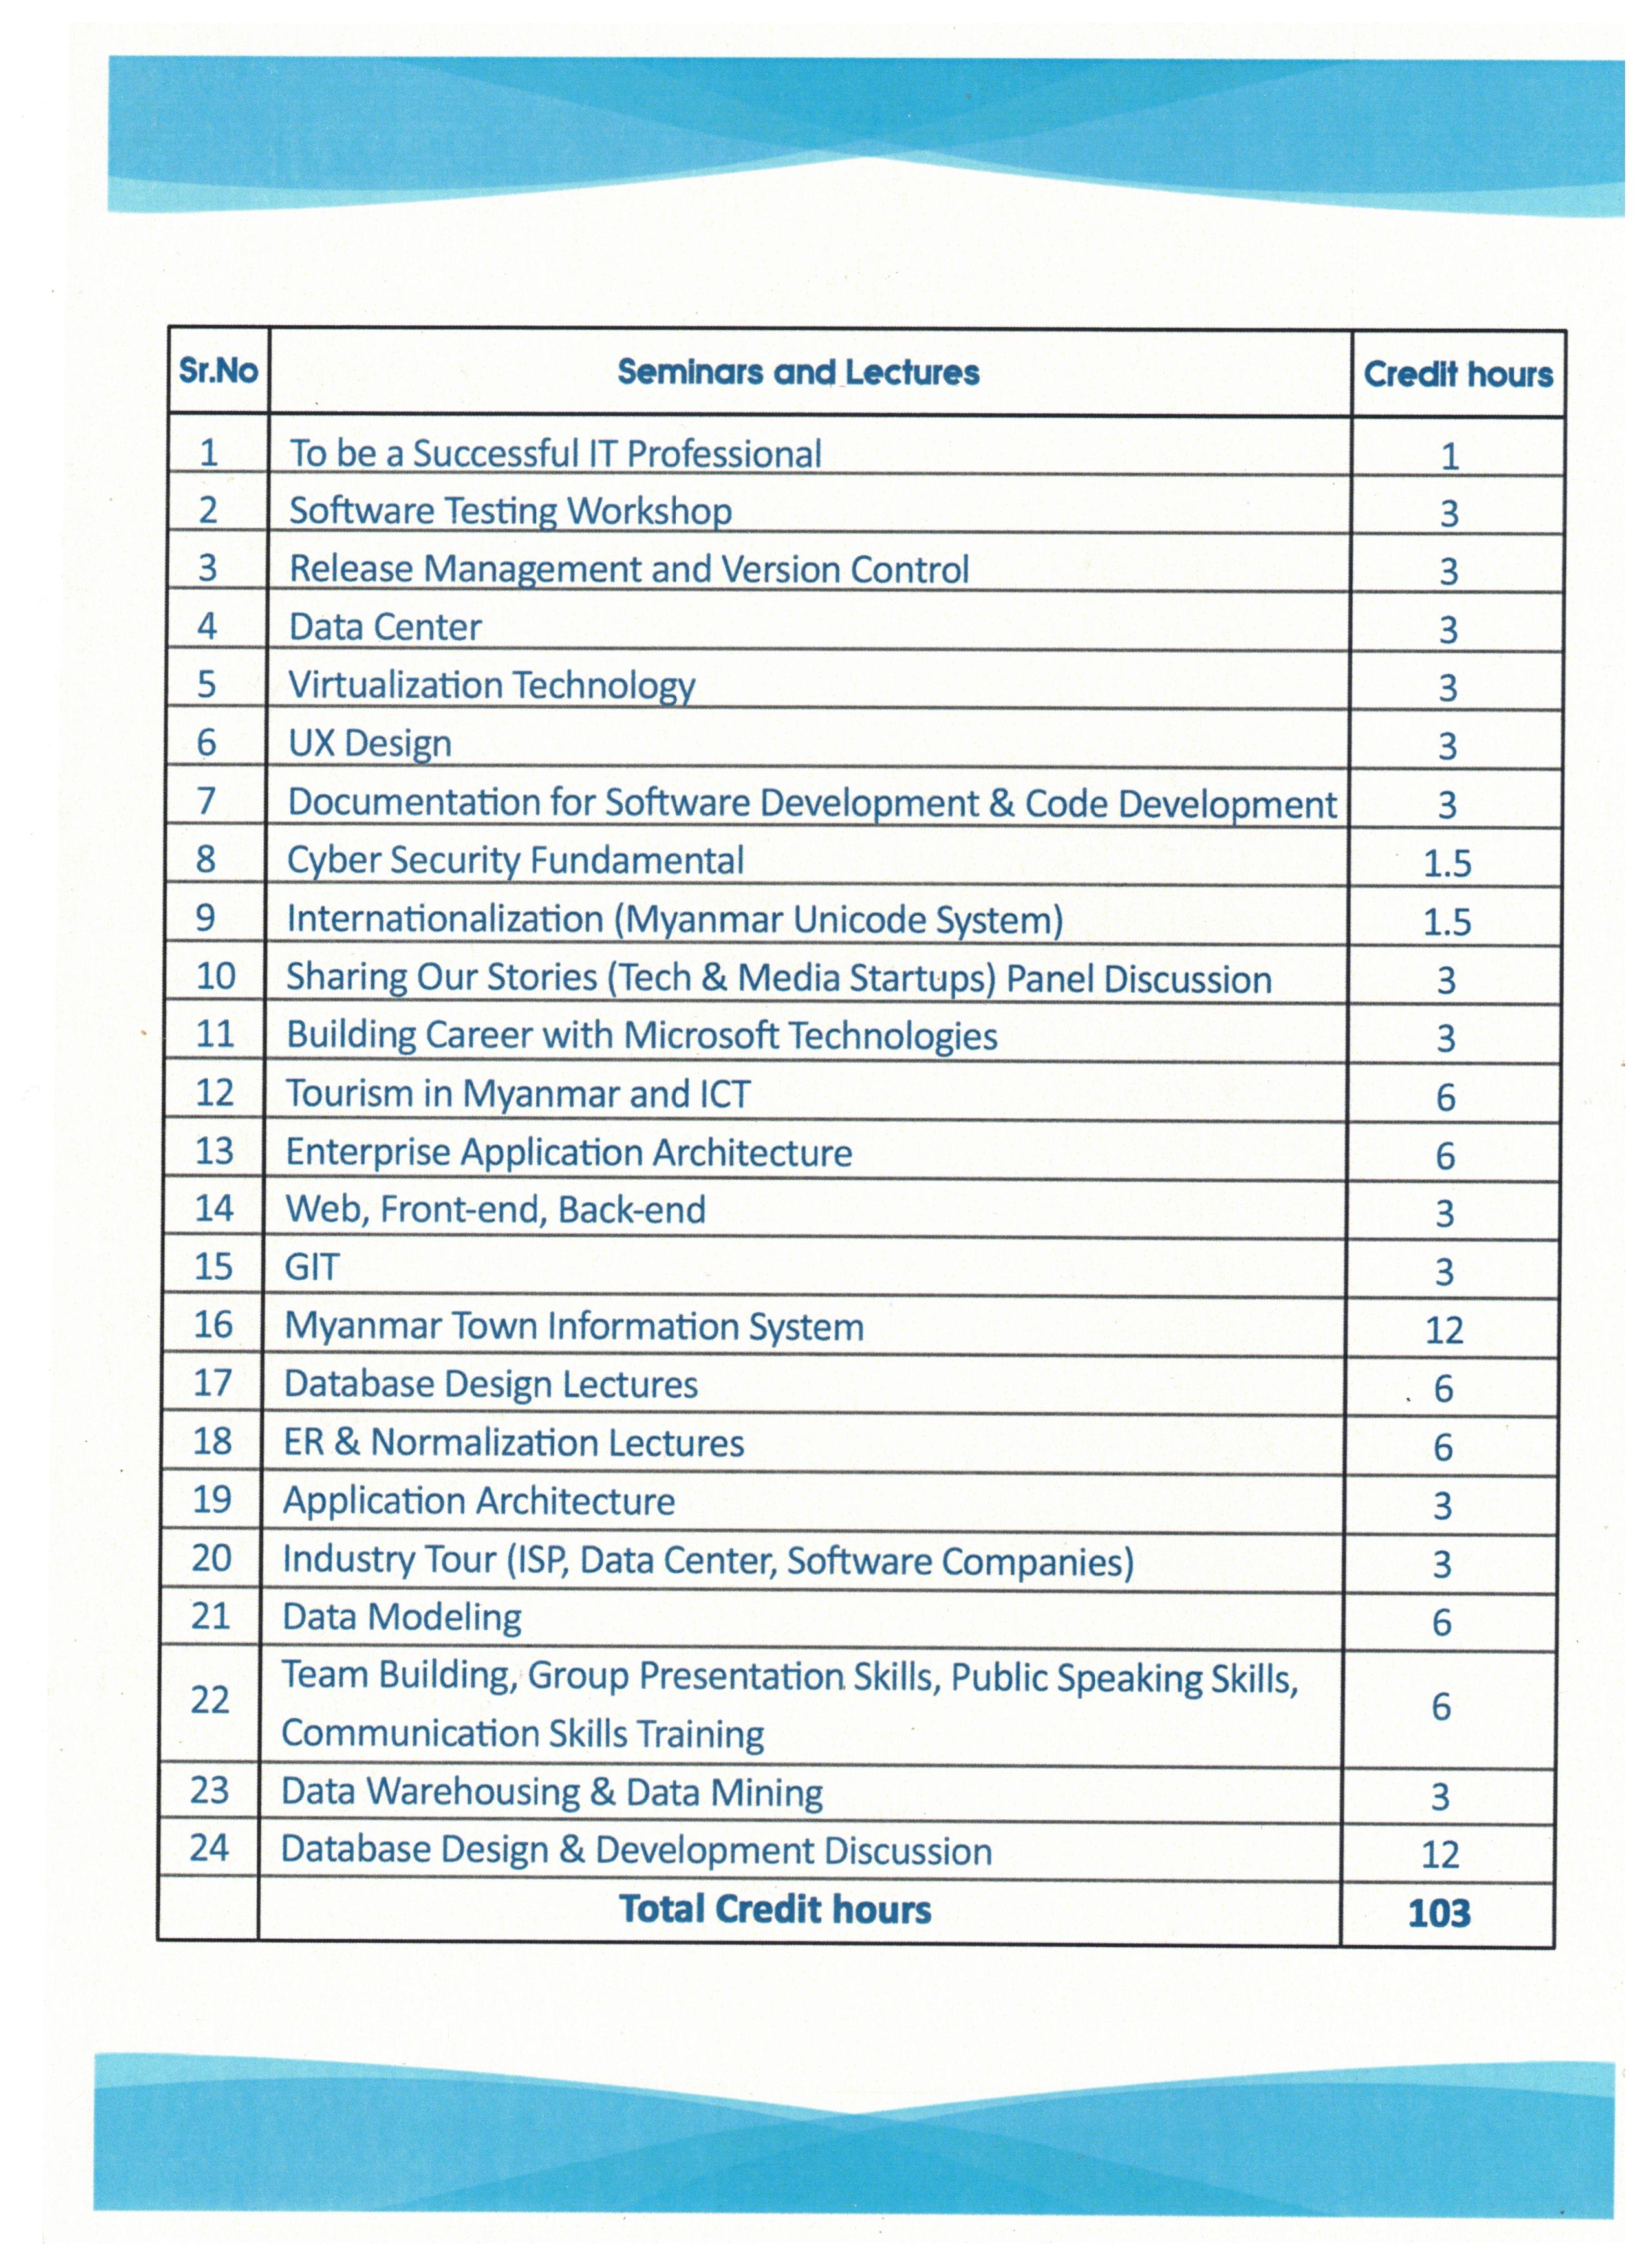 Sr.No Seminars and Lectures Credit hours
1 To be a Successful IT Professional 1
2 Software Testing Workshop 3
3 Release Management and Version Control 3
4 Data Center 3
5 Virtualization Technology 3
6 UX Design 3
7 Documentation for Software Development & Code Development 3
8 Cyber Security Fundamental 1.5
9 Internationalization (Myanmar Unicode System) 1.5
10 Sharing Our Stories (Tech & Media Startups) Panel Discussion 3
11 Building Career with Microsoft Technologies 3
12 Tourism in Myanmar and ICT 6
13 Enterprise Application Architecture 6
14 Web, Front-end, Back-end 3
15 GIT 3
16 Myanmar Town Information System 12
17 Database Design Lectures 6
18 ER & Normalization Lectures 6
19 Application Architecture 3
20 Industry Tour (ISP, Data Center, Software Companies) 3
21 Data Modeling 6
22 Team Building, Group Presentation Skills, Public Speaking Skills,
Communication Skills Training 6
23 Data Warehousing & Data Mining 3
24 Database Design & Development Discussion 12
Total Credit hours 103